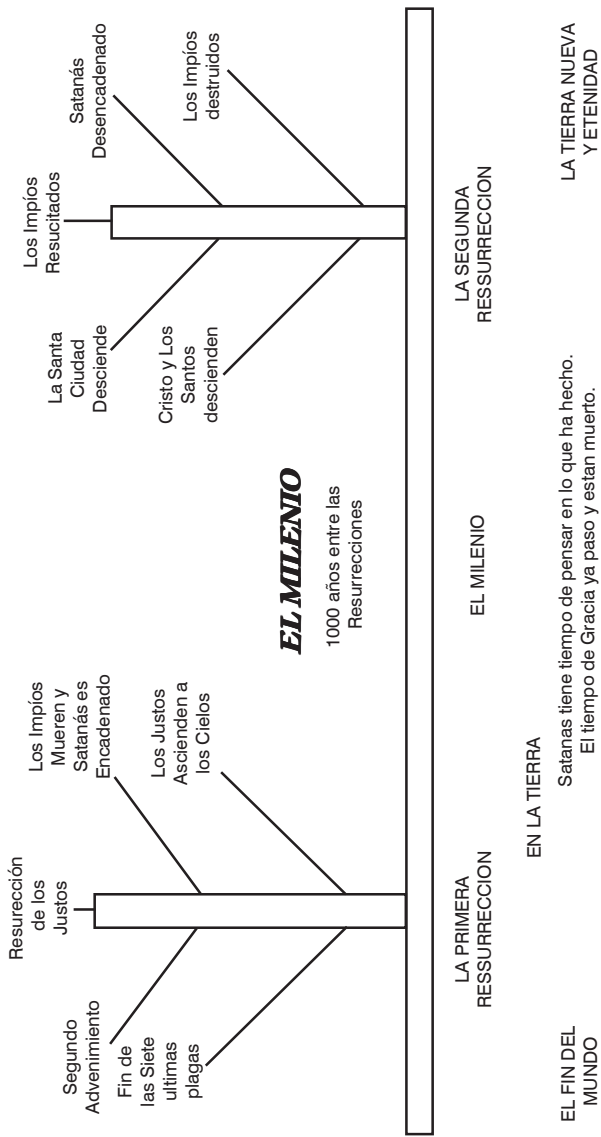 Resurección
de los
Justos
Segundo
Advenimiento
Fin de
las Siete
ultimas
plagas
Los Impíos
Mueren y
Satanás es
Encadenado
Los Justos
Ascienden a
los Cielos
EL MILENIO
1000 años entre las
Resurrecciones
Los Impíos
Resucitados
La Santa
Ciudad
Desciende
Cristo y Los
Santos
descienden
Satanás
Desencadenado
Los Impíos
destruidos
LA PRIMERA
RESSURRECCION
EL MILENIO
LA SEGUNDA
RESSURRECCION
EN LA TIERRA
EL FIN DEL
MUNDO
Satanas tiene tiempo de pensar en lo que ha hecho.
El tiempo de Gracia ya paso y estan muerto.
LA TIERRA NUEVA
Y ETENIDAD